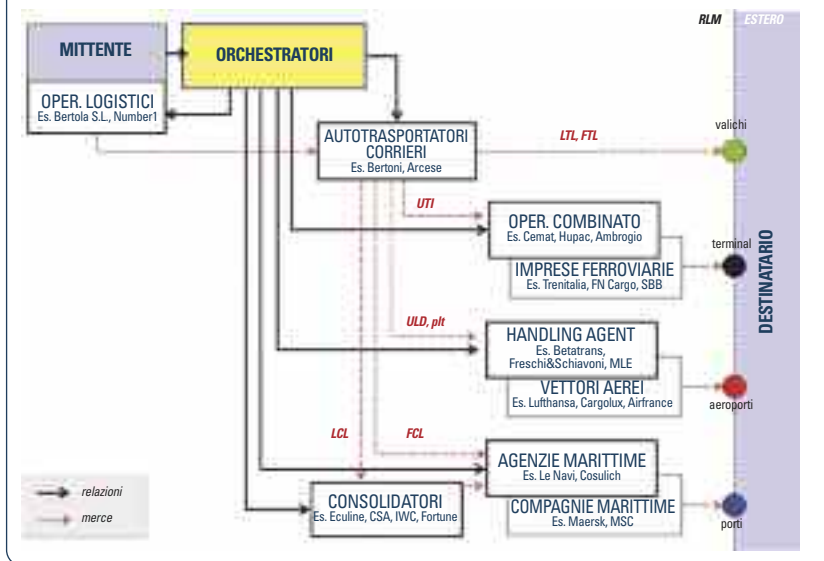 RLM
ESTERO
MITTENTE
ORCHESTRATORI
OPER. LOGISTICI
Es. Bertola S.L., Number1
AUTOTRASPORTATORI
CORRIERI
Es. Bertoni, Arcese
LTL, FTL
valichi
UTI
OPER. COMBINATO
Es. Cemat, Hupac, Ambrogio
IMPRESE FERROVIARIE
Es. Trenitalia, FN Cargo, SBB
terminal
DESTINATARIO
ULD, plt
HANDLING AGENT
Es. Betatrans,
Freschi&Schiavoni, MLE
VETTORI AEREI
Es. Lufthansa, Cargolux, Airfrance
aeroporti
LCL
FCL
AGENZIE MARITTIME
Es. Le Navi, Cosulich
COMPAGNIE MARITTIME
Es. Maersk, MSC
porti
CONSOLIDATORI
Es. Eculine, CSA, IWC, Fortune
relazioni
merce